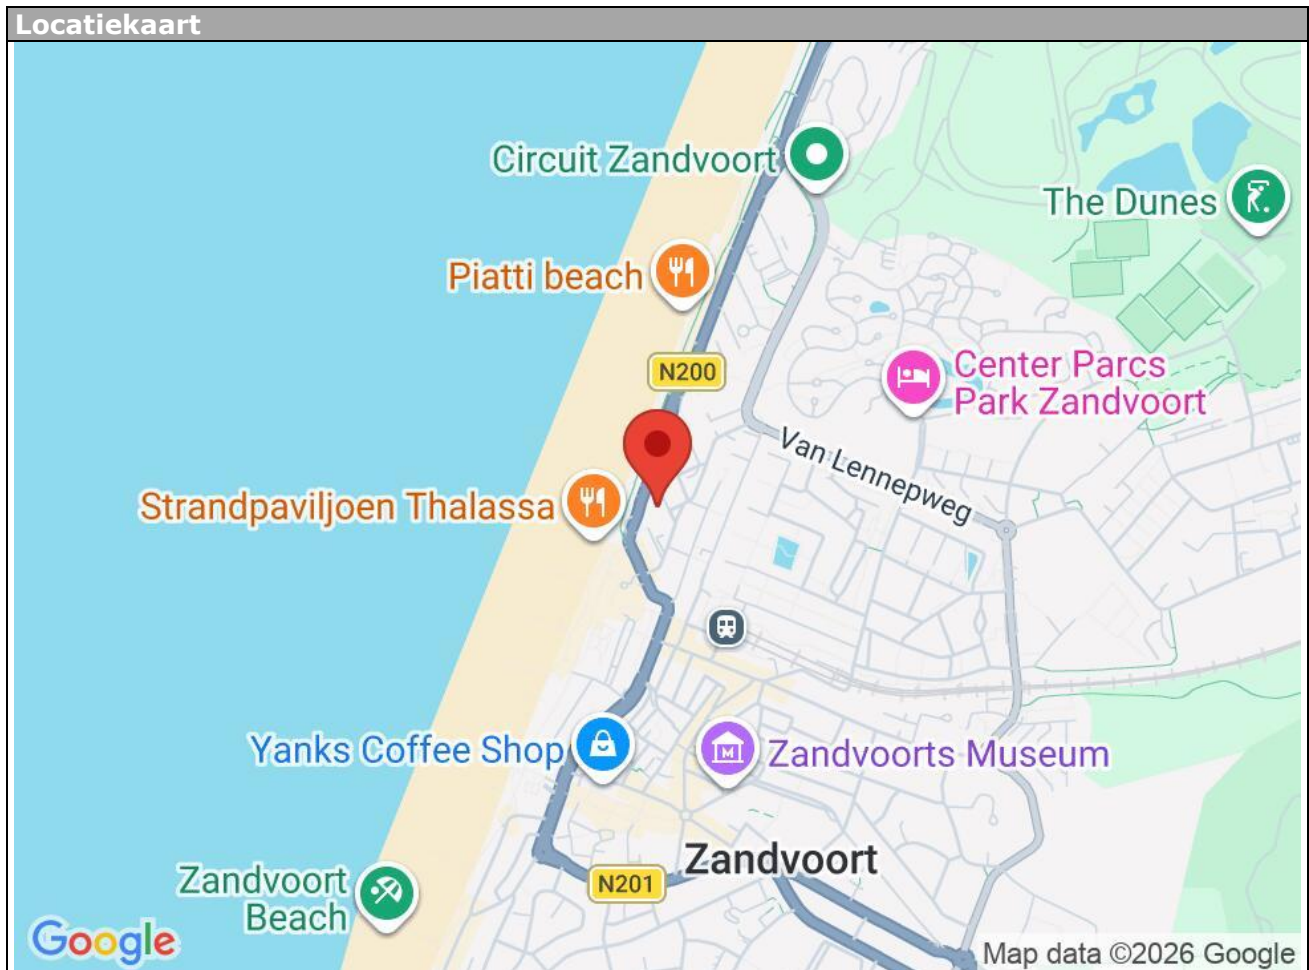 Locatiekaart
Circuit Zandvoort
The Dunes
Piatti beach
N200
Center Parcs
Park Zandvoort
Van Lennepweg
Strandpaviljoen Thalassa
Yanks Coffee Shop
M
Zandvoorts Museum
Zandvoort
N201
Zandvoort
Beach
Google
Map data ©2026 Google